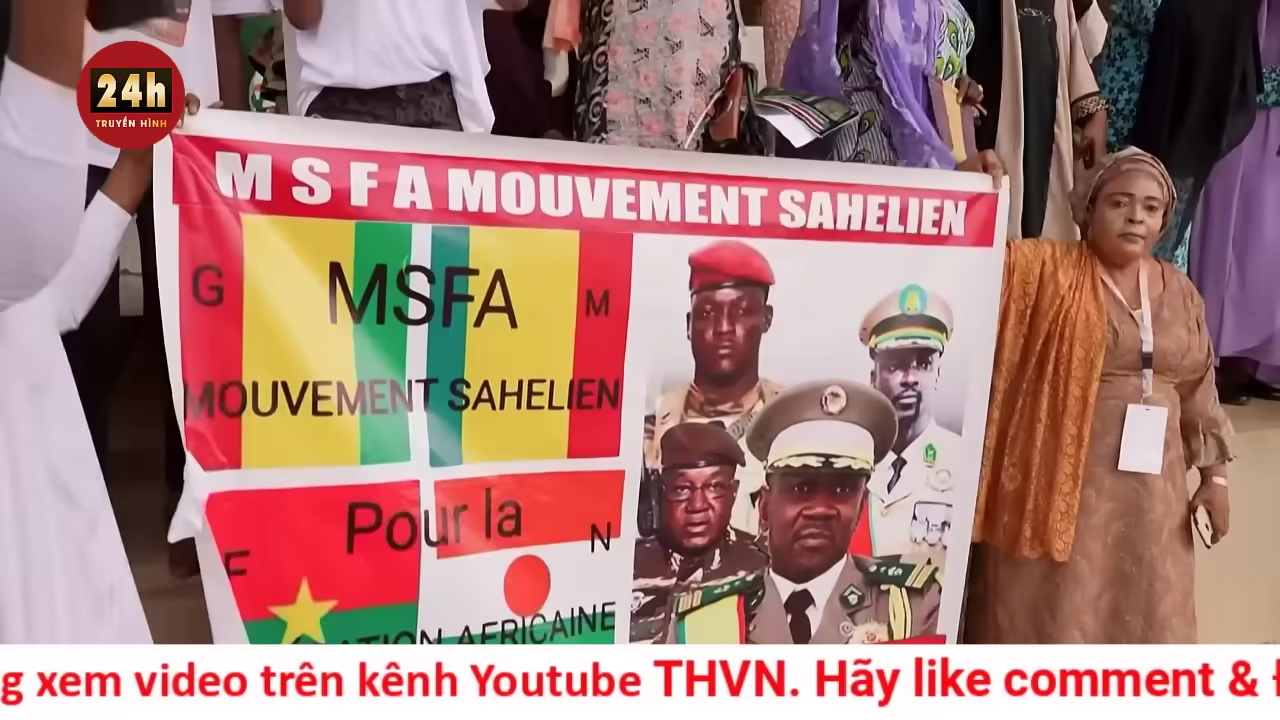 24h
TRUYỀN HÌNH
M S F A MOUVEMENT SAHELIEN
G
MSFA
M
MOUVEMENT SAHELIEN
Pour la
F
N
AFRICAINE
g xem video trên kênh Youtube THVN. Hãy like comment &